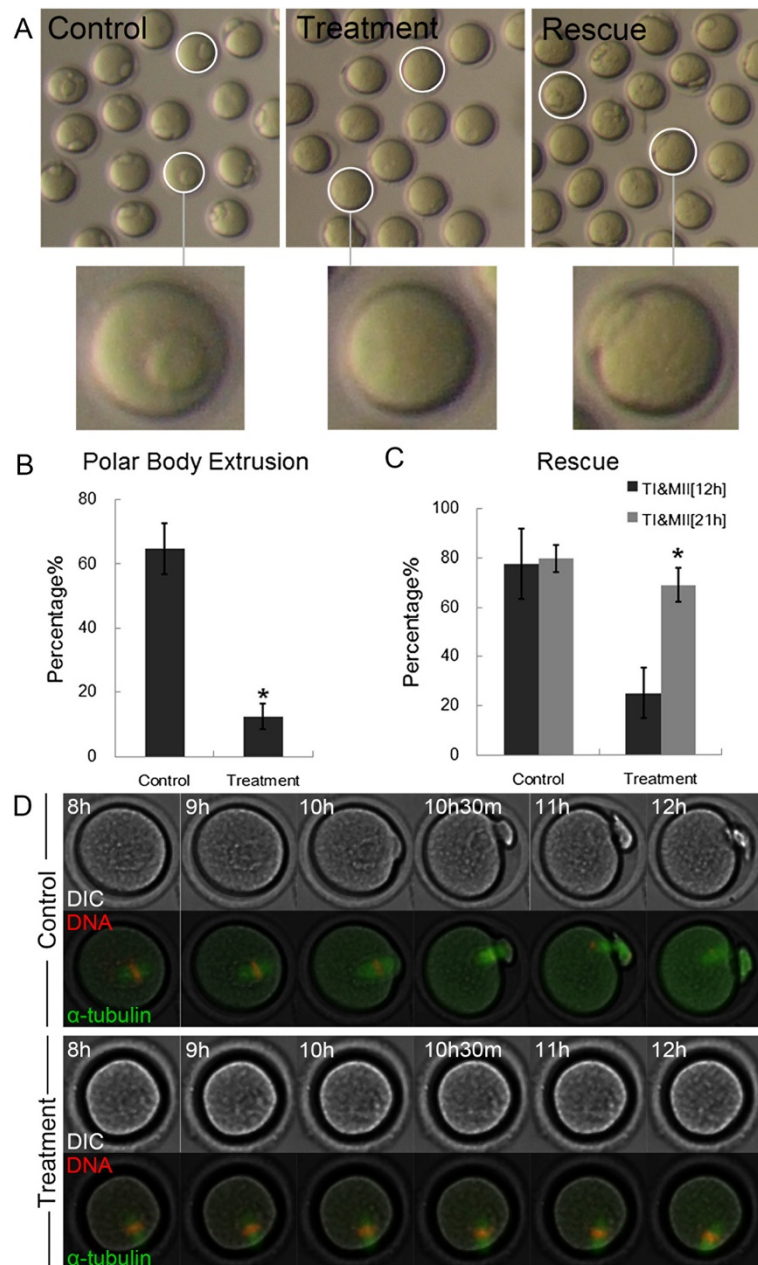 A
Control
Treatment
Rescue
B
Polar Body Extrusion
80
60
40
20
0
Percentage%
*
Control
Treatment
C
Rescue
TI&MII[12h]
TI&MII[21h]
100
80
60
40
20
0
Percentage%
*
Control
Treatment
D
Control
8h
9h
10h
10h30m
11h
12h
DIC
DNA
α-tubulin
Treatment
8h
9h
10h
10h30m
11h
12h
DIC
DNA
α-tubulin